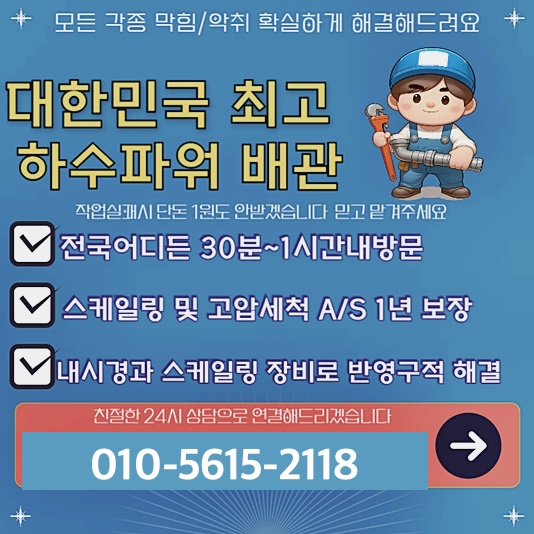 모든 각종 막힘/악취 확실하게 해결해드려요
대한민국 최고
하수파워 배관
작업실패시 단돈 1원도 안받겠습니다 믿고 맡겨주세요
전국어디든 30분~1시간내방문
스케일링 및 고압세척 A/S 1년 보장
내시경과 스케일링 장비로 반영구적 해결
친절한 24시 상담으로 연결해드리겠습니다
010-5615-2118